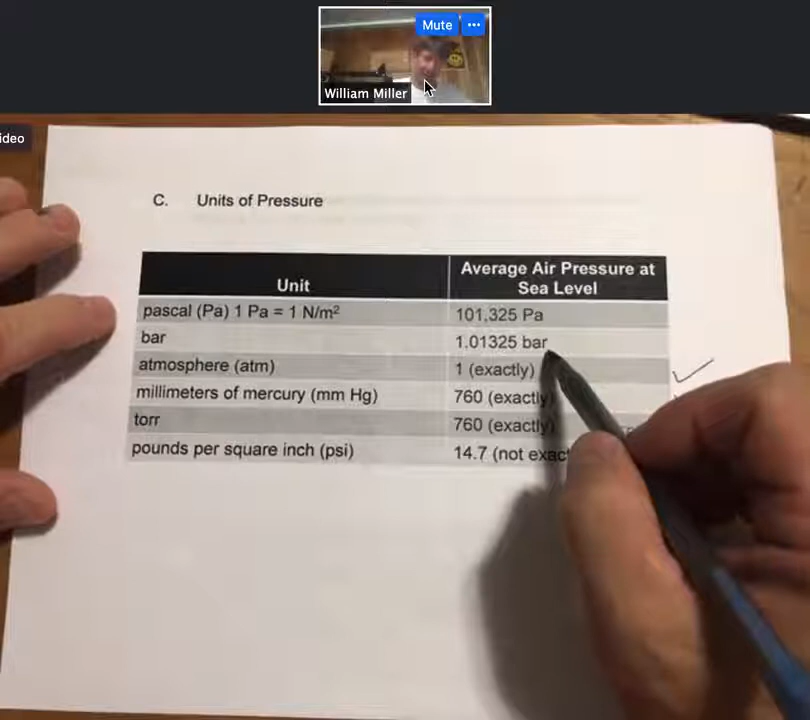 Mute
William Miller
ideo
C. Units of Pressure
Unit
Average Air Pressure at
Sea Level
pascal (Pa) 1 Pa = 1 N/m²
101,325 Pa
bar
1.01325 bar
atmosphere (atm)
1 (exactly)
millimeters of mercury (mm Hg)
760 (exactly
torr
760 (exactly)
pounds per square inch (psi)
14.7 (not exact